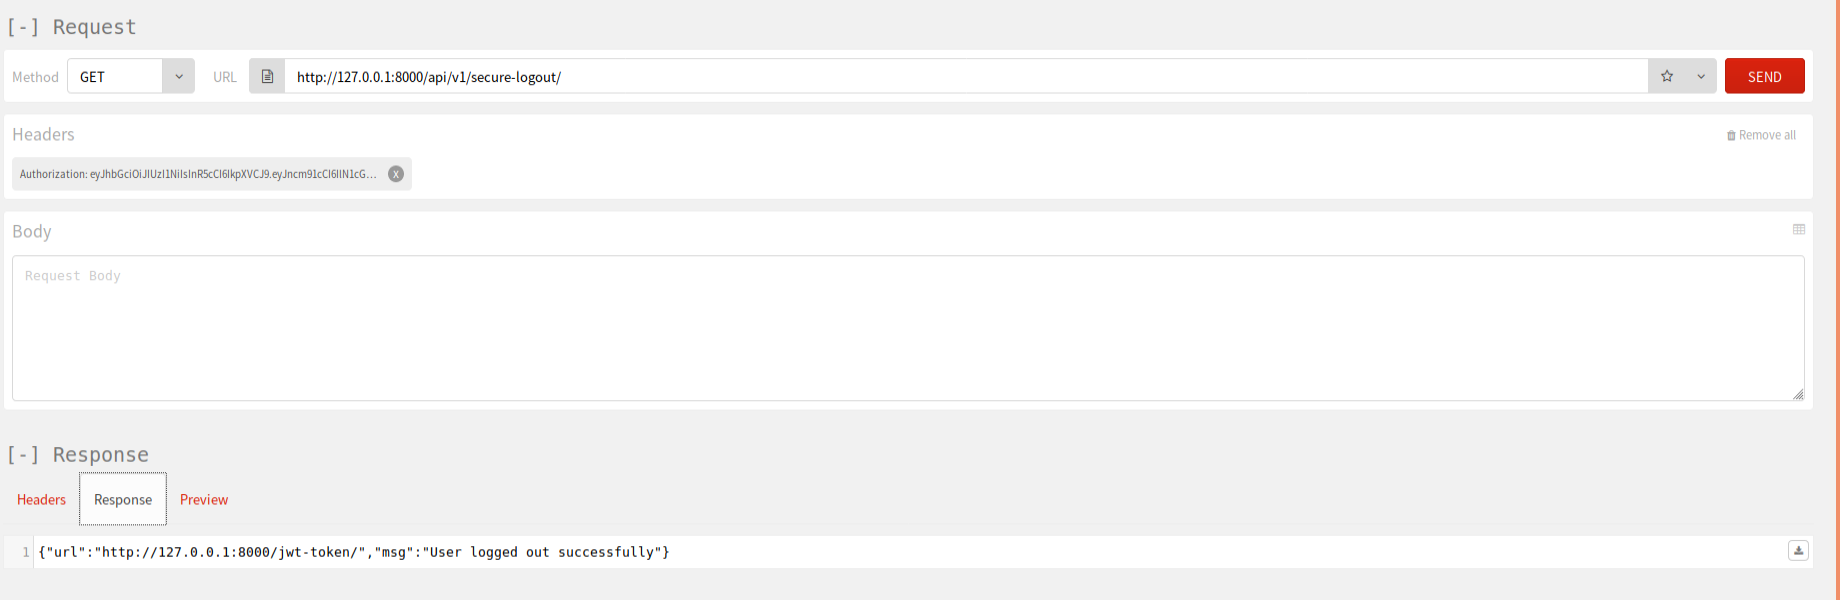 [-] Request
Method GET URL http://127.0.0.1:8000/api/v1/secure-logout/ SEND
Headers Remove all
Authorization: eyJhbGciOiJIUzI1NiIsInR5cCI6IkpXVCJ9.eyJncm91cCI6IlN1cG... x
Body
Request Body
[-] Response
Headers Response Preview
1 {"url":"http://127.0.0.1:8000/jwt-token/","msg":"User logged out successfully"}